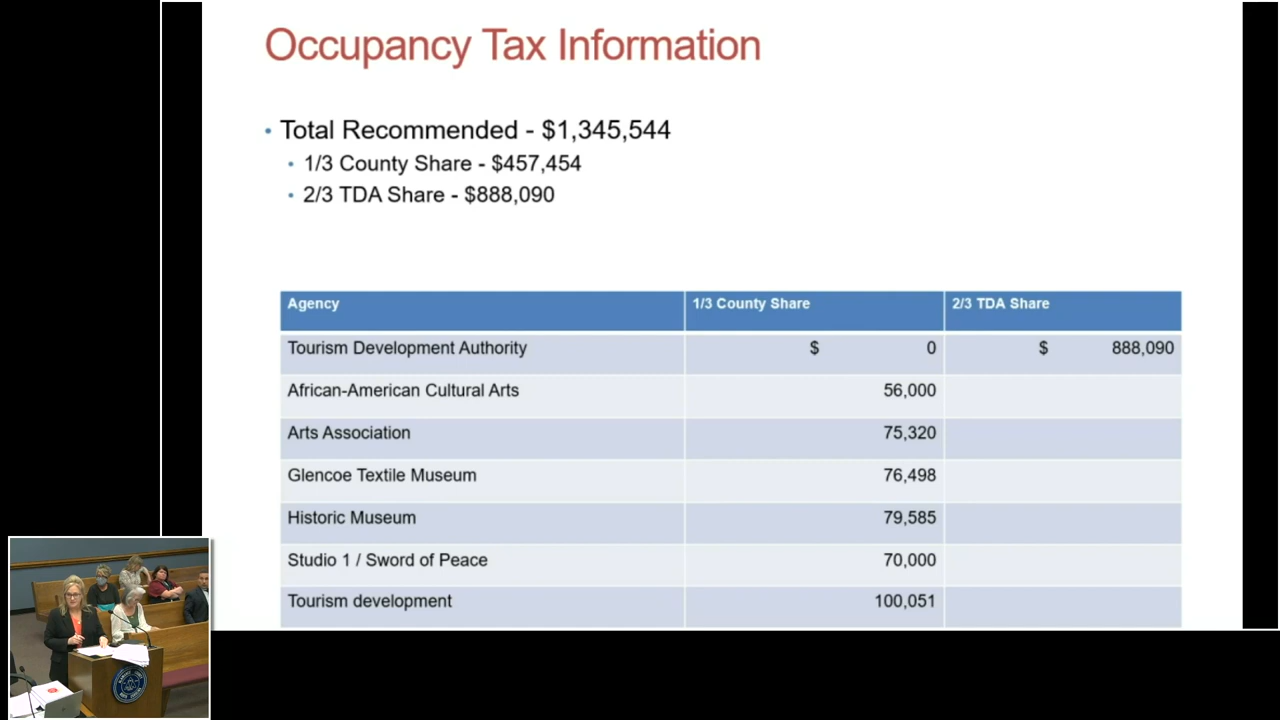 Occupancy Tax Information
• Total Recommended - $1,345,544
• 1/3 County Share - $457,454
• 2/3 TDA Share - $888,090
Agency 1/3 County Share 2/3 TDA Share
Tourism Development Authority $ 0 $ 888,090
African-American Cultural Arts 56,000
Arts Association 75,320
Glencoe Textile Museum 76,498
Historic Museum 79,585
Studio 1 / Sword of Peace 70,000
Tourism development 100,051